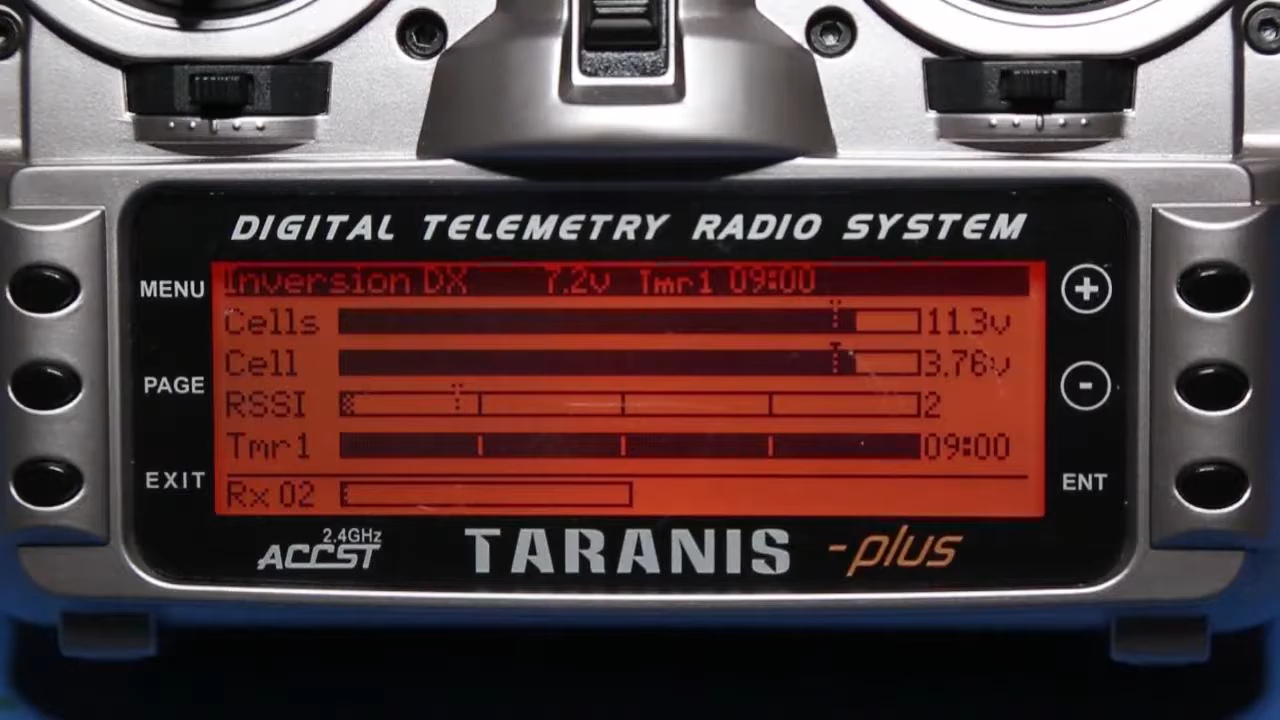 DIGITAL TELEMETRY RADIO SYSTEM
MENU
PAGE
EXIT
Inversion DX 7.2v Tmr1 09:00
Cells 11.3v
Cell 3.76v
RSSI 2
Tmr1 09:00
Rx 02
+
-
ENT
2.4GHz
ACCST
TARANIS -plus